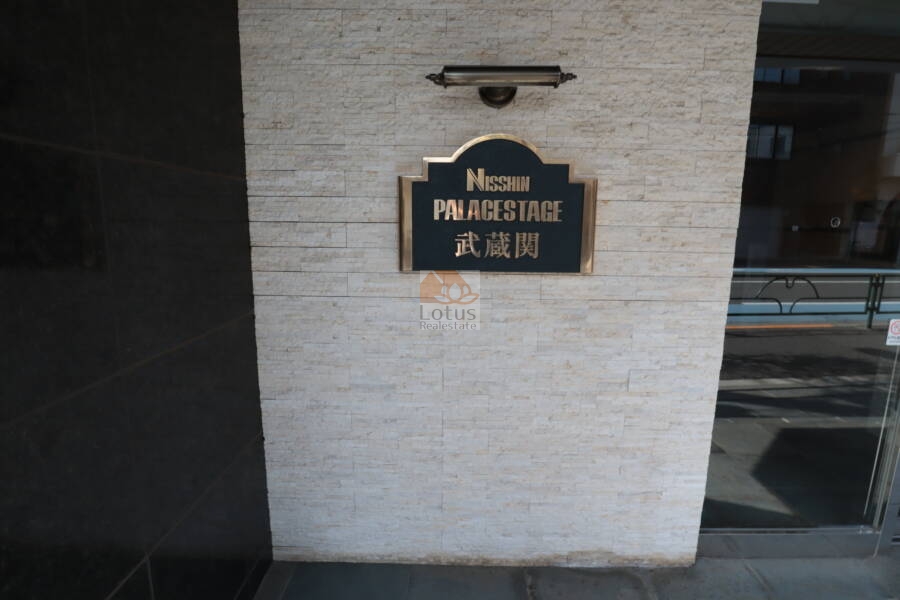 NISSHIN
PALACESTAGE
武蔵関
Lotus
Realestate